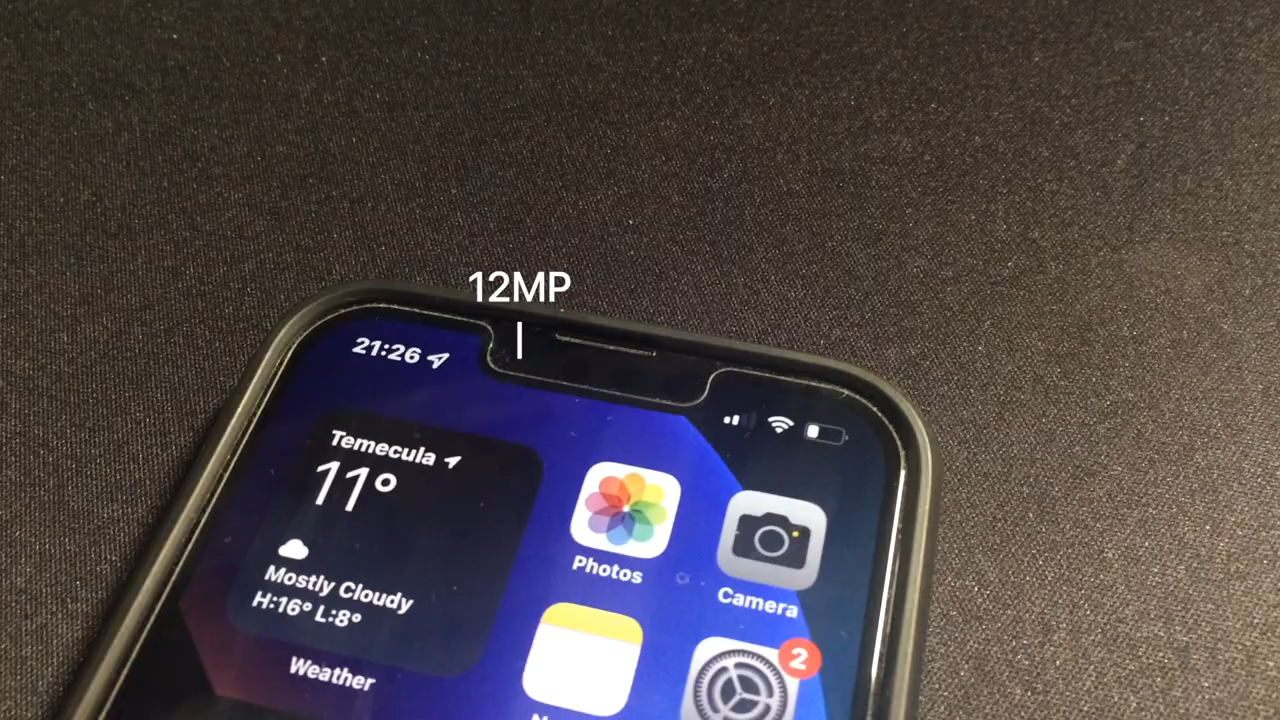 12MP
21:26
Temecula
11°
Mostly Cloudy
H:16° L:8°
Weather
Photos
Camera
2